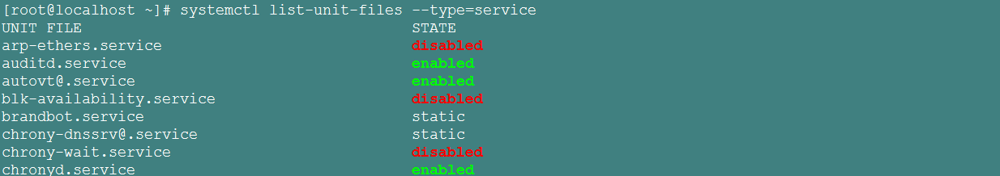 [root@localhost ~]# systemctl list-unit-files --type=service
UNIT FILE STATE
arp-ethers.service disabled
auditd.service enabled
autovt@.service enabled
blk-availability.service disabled
brandbot.service static
chrony-dnssrv@.service static
chrony-wait.service disabled
chronyd.service enabled